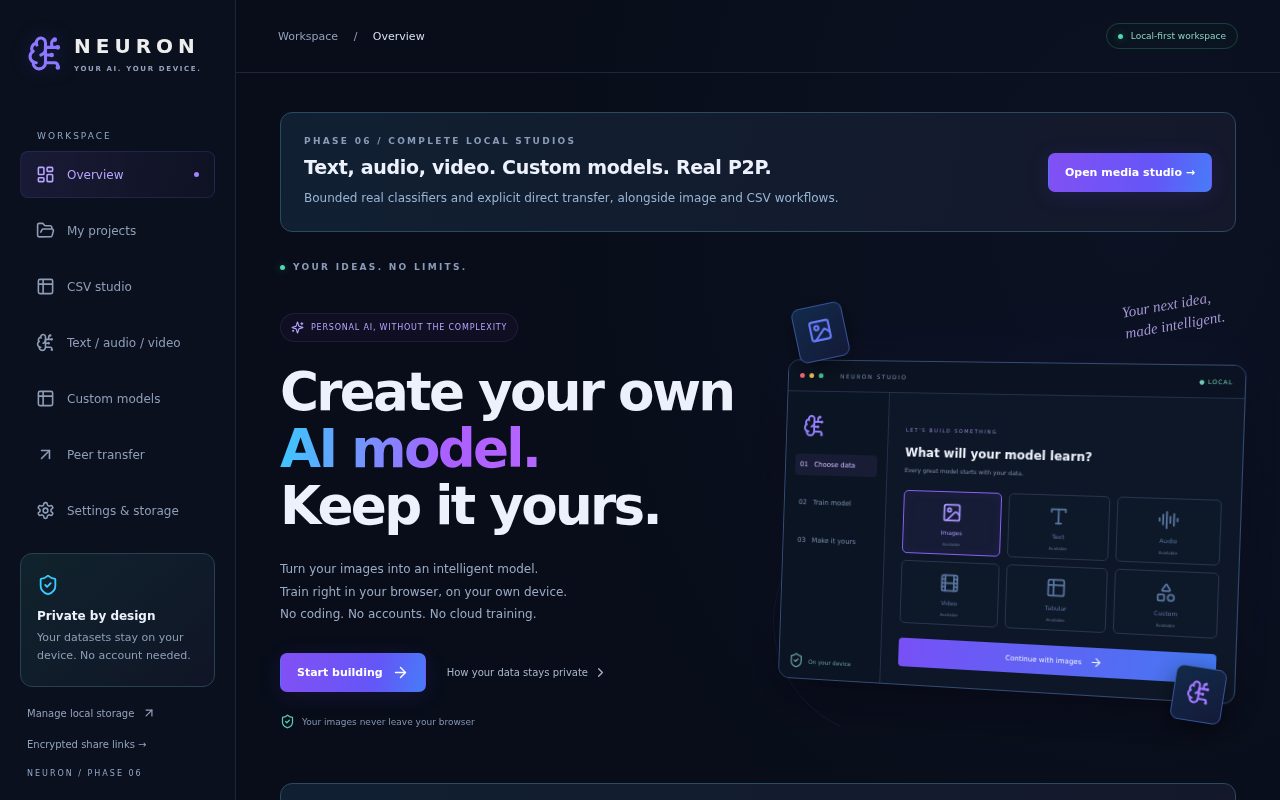 NEURON
YOUR AI. YOUR DEVICE.
WORKSPACE
Overview
My projects
CSV studio
Text / audio / video
Custom models
Peer transfer
Settings & storage
Private by design
Your datasets stay on your
device. No account needed.
Manage local storage
Encrypted share links →
NEURON / PHASE 06
Workspace / Overview
Local-first workspace
PHASE 06 / COMPLETE LOCAL STUDIOS
Text, audio, video. Custom models. Real P2P.
Bounded real classifiers and explicit direct transfer, alongside image and CSV workflows.
Open media studio →
YOUR IDEAS. NO LIMITS.
PERSONAL AI, WITHOUT THE COMPLEXITY
Create your own
AI model.
Keep it yours.
Turn your images into an intelligent model.
Train right in your browser, on your own device.
No coding. No accounts. No cloud training.
Start building
How your data stays private
Your images never leave your browser
Your next idea,
made intelligent.
NEURON STUDIO
LOCAL
01 Choose data
02 Train model
03 Make it yours
On your device
LET'S BUILD SOMETHING
What will your model learn?
Every great model starts with your data.
Images
Available
Text
Available
Audio
Available
Video
Available
Tabular
Available
Custom
Available
Continue with images